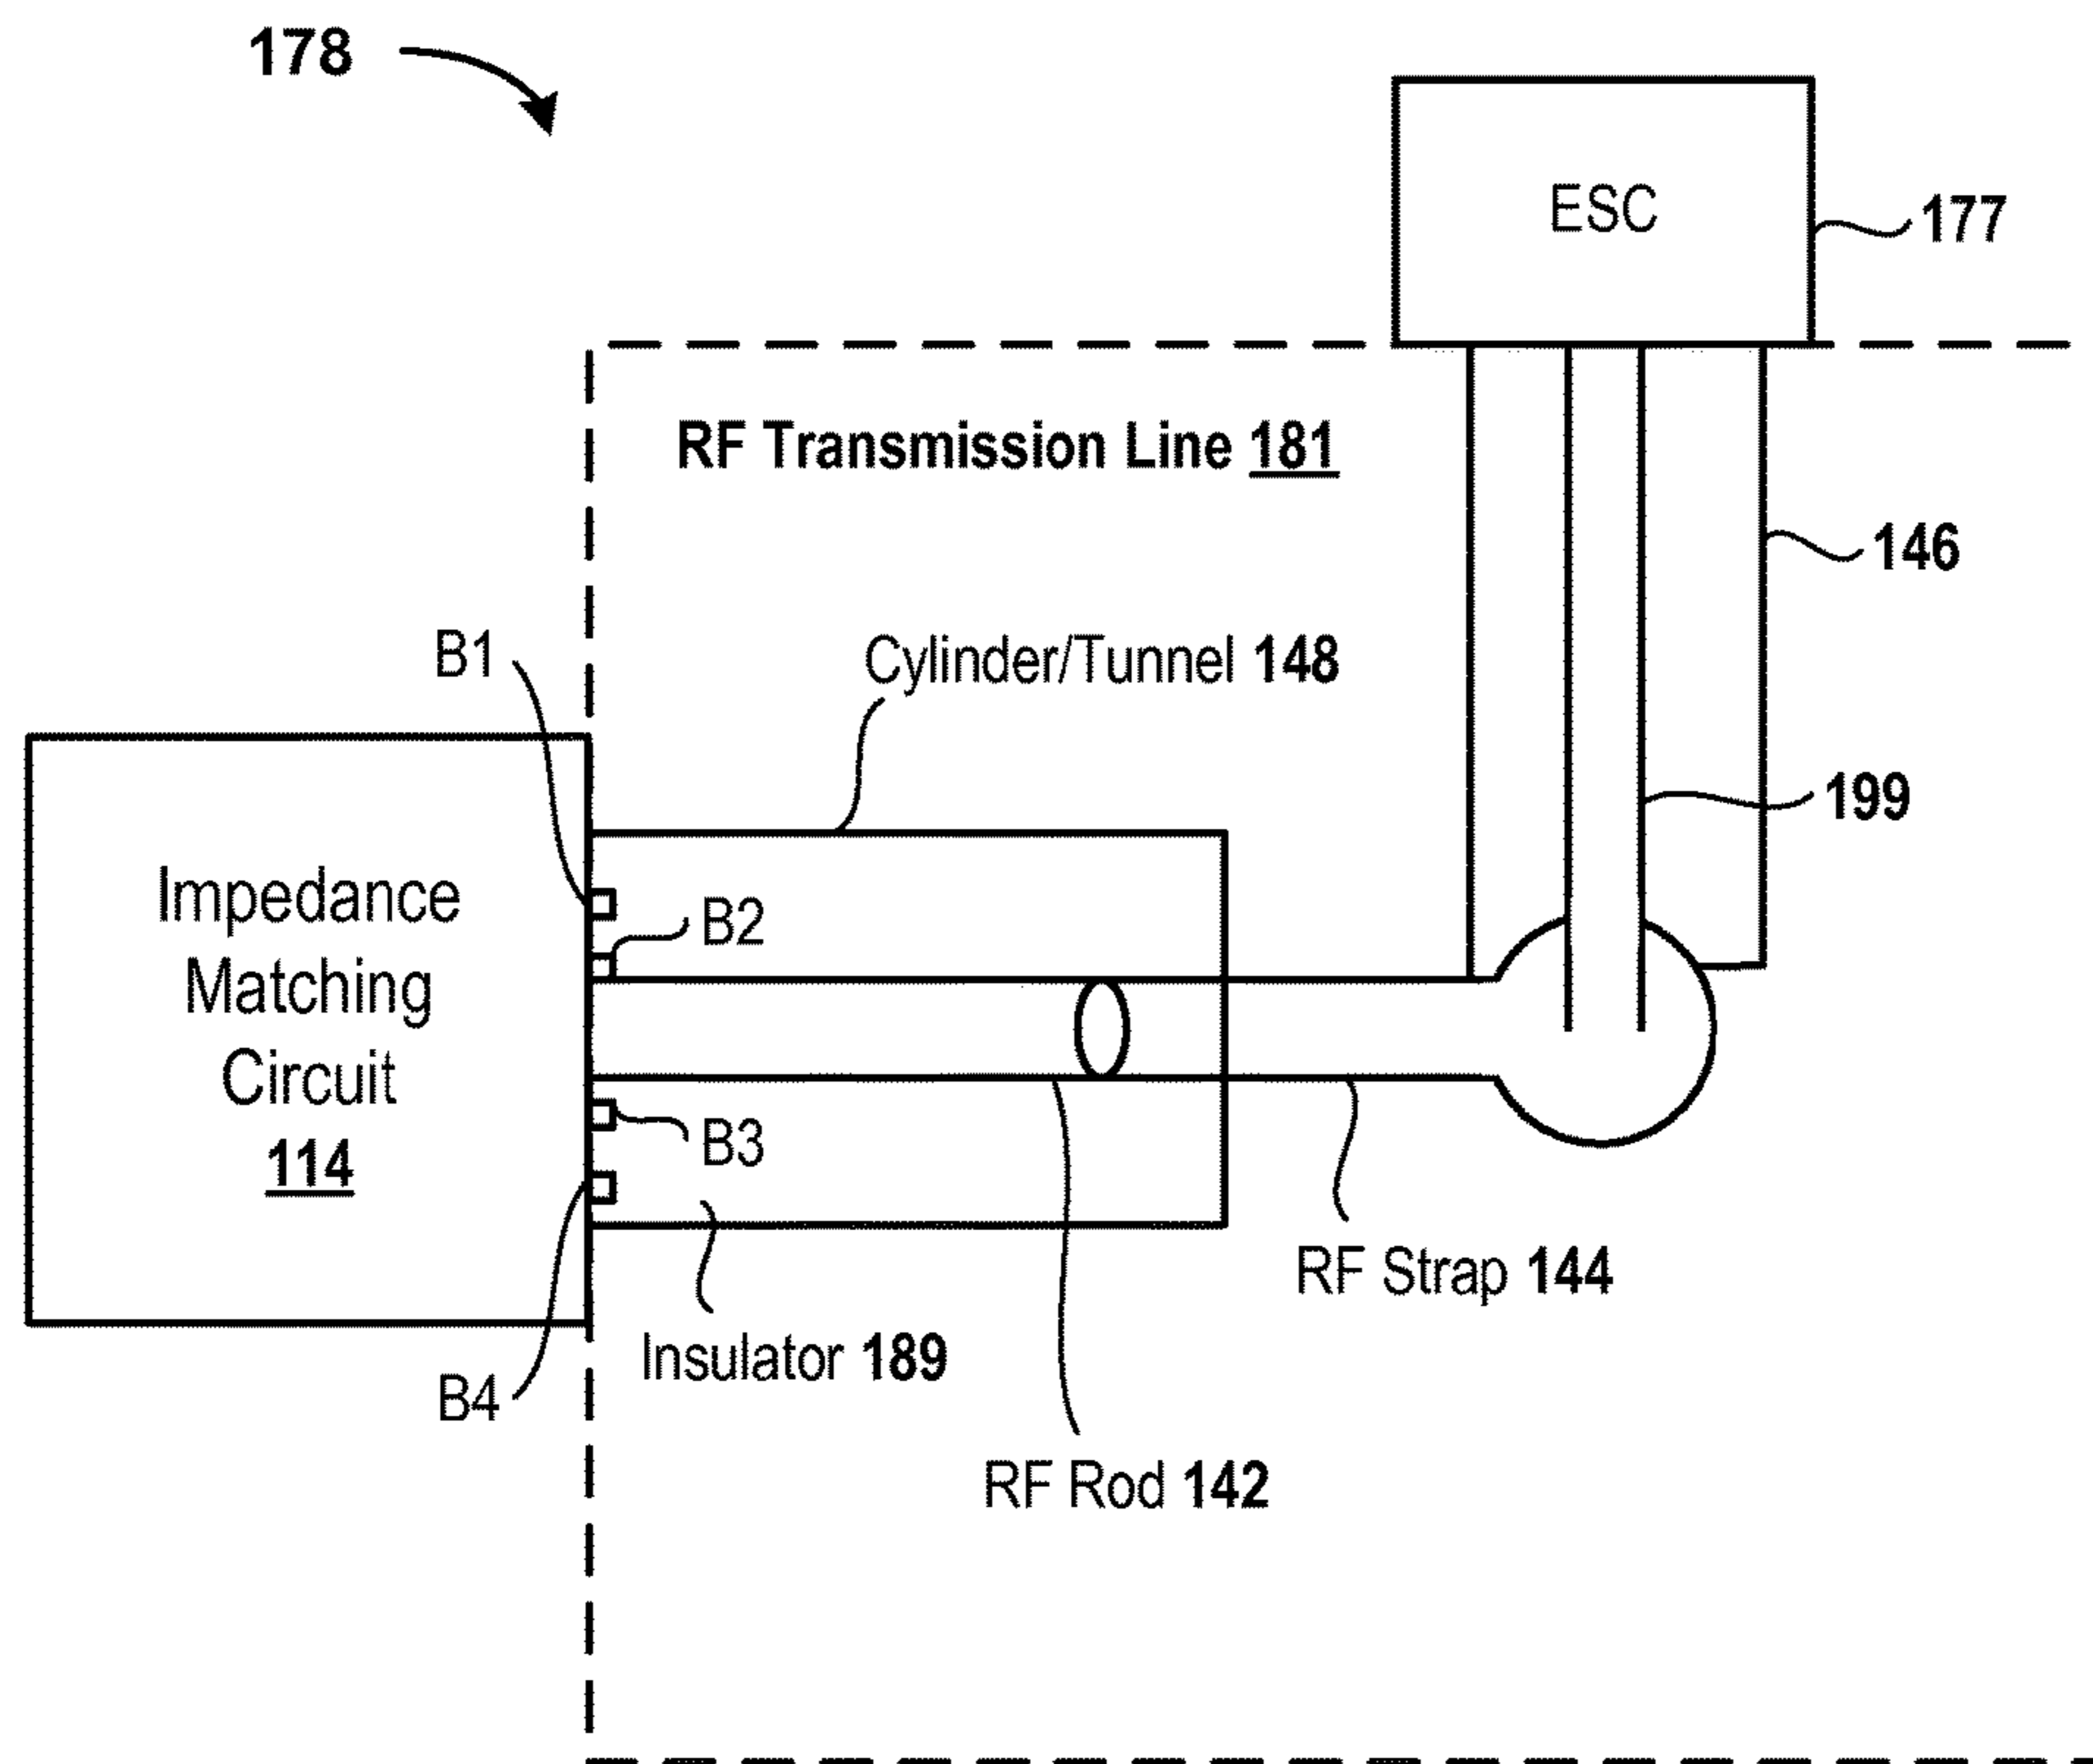 178
ESC
177
RF Transmission Line 181
146
B1
Cylinder/Tunnel 148
199
Impedance
Matching
Circuit
114
B2
B3
RF Strap 144
Insulator 189
B4
RF Rod 142